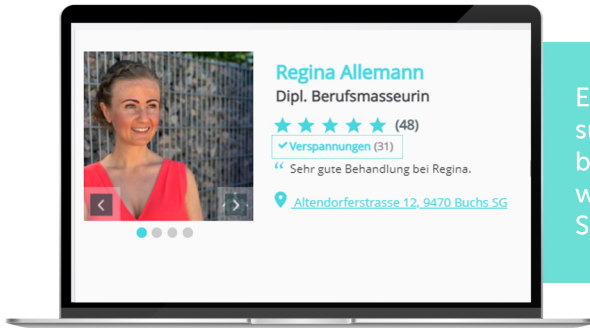 Regina Allemann
Dipl. Berufsmasseurin
(48)
Verspannungen (31)
“ Sehr gute Behandlung bei Regina.
Altendorferstrasse 12, 9470 Buchs SG